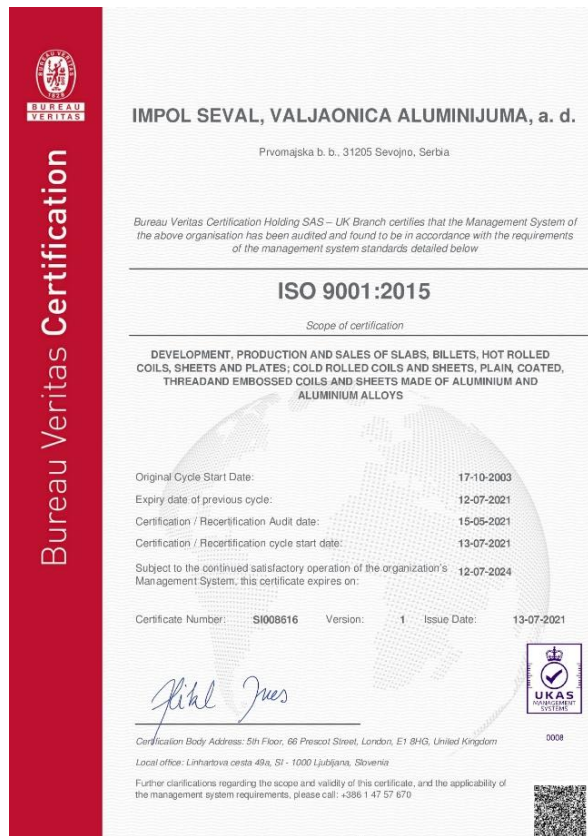 BUREAU
VERITAS
1828
Bureau Veritas Certification
IMPOL SEVAL, VALJAONICA ALUMINIJUMA, a. d.
Prvomajska b. b., 31205 Sevojno, Serbia
Bureau Veritas Certification Holding SAS – UK Branch certifies that the Management System of
the above organisation has been audited and found to be in accordance with the requirements
of the management system standards detailed below
ISO 9001:2015
Scope of certification
DEVELOPMENT, PRODUCTION AND SALES OF SLABS, BILLETS, HOT ROLLED
COILS, SHEETS AND PLATES; COLD ROLLED COILS AND SHEETS, PLAIN, COATED,
THREADAND EMBOSSED COILS AND SHEETS MADE OF ALUMINIUM AND
ALUMINIUM ALLOYS
Original Cycle Start Date: 17-10-2003
Expiry date of previous cycle: 12-07-2021
Certification / Recertification Audit date: 15-05-2021
Certification / Recertification cycle start date: 13-07-2021
Subject to the continued satisfactory operation of the organization's
Management System, this certificate expires on: 12-07-2024
Certificate Number: SI008616 Version: 1 Issue Date: 13-07-2021
UKAS
MANAGEMENT
SYSTEMS
0008
Certification Body Address: 5th Floor, 66 Prescot Street, London, E1 8HG, United Kingdom
Local office: Linhartova cesta 49a, SI - 1000 Ljubljana, Slovenia
Further clarifications regarding the scope and validity of this certificate, and the applicability of
the management system requirements, please call: +386 1 47 57 670